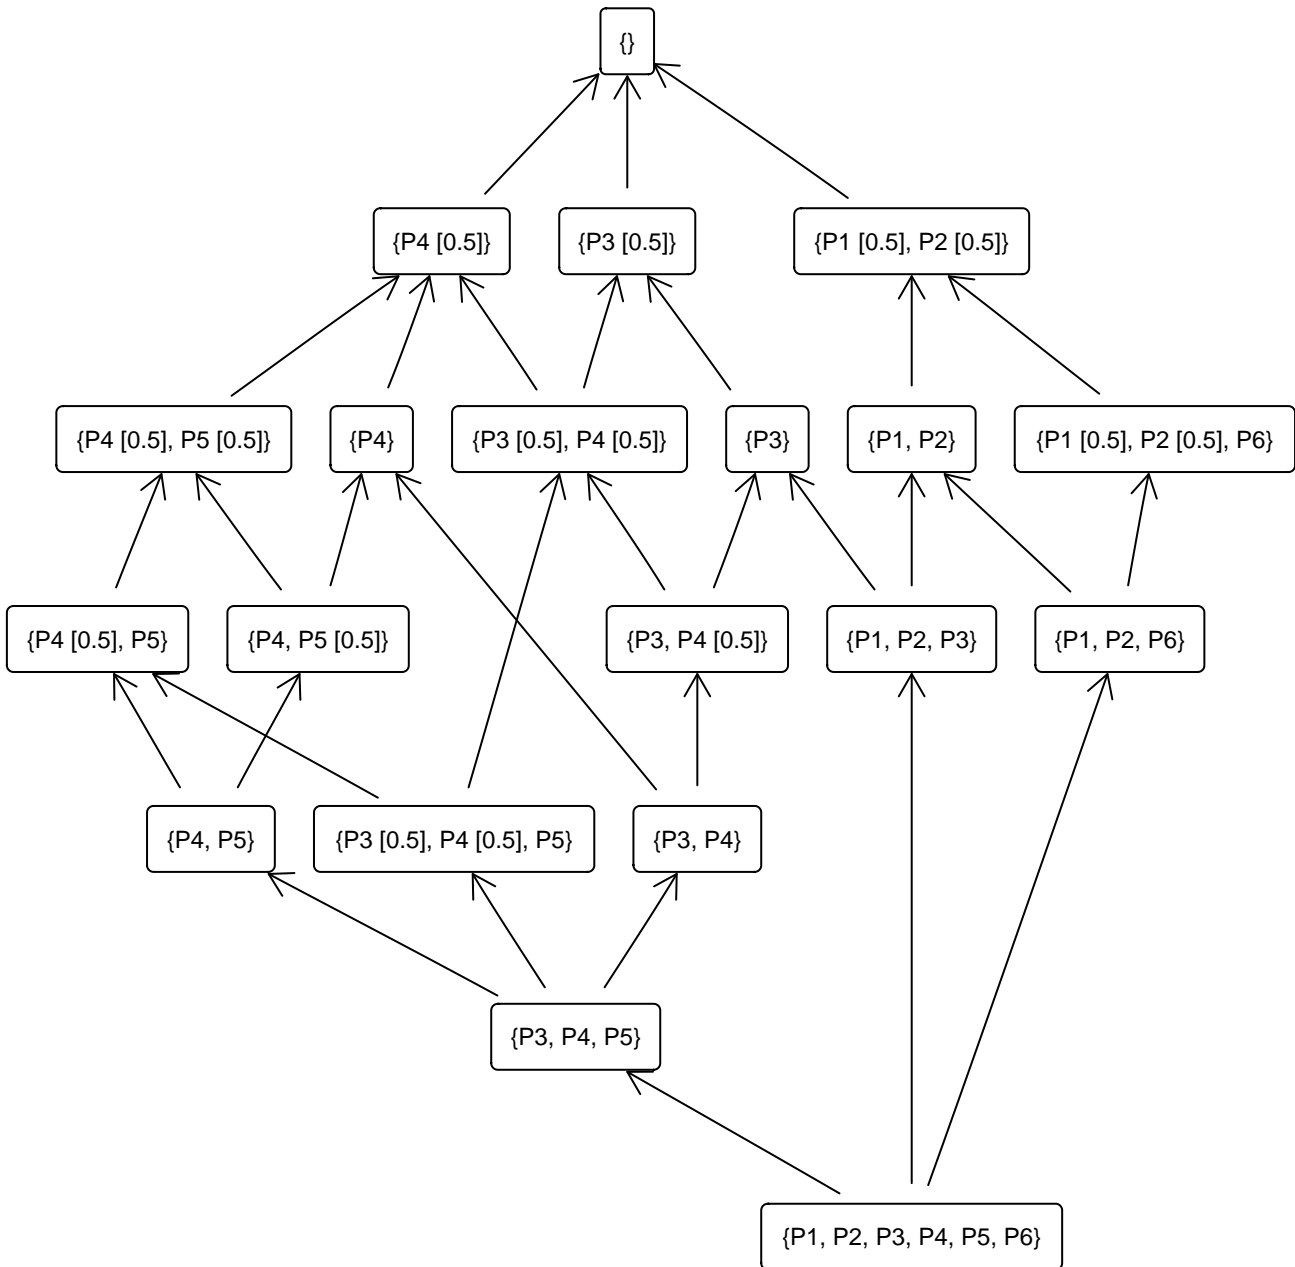 {}
{P4 [0.5]}
{P3 [0.5]}
{P1 [0.5], P2 [0.5]}
{P4 [0.5], P5 [0.5]}
{P4}
{P3 [0.5], P4 [0.5]}
{P3}
{P1, P2}
{P1 [0.5], P2 [0.5], P6}
{P4 [0.5], P5}
{P4, P5 [0.5]}
{P3, P4 [0.5]}
{P1, P2, P3}
{P1, P2, P6}
{P4, P5}
{P3 [0.5], P4 [0.5], P5}
{P3, P4}
{P3, P4, P5}
{P1, P2, P3, P4, P5, P6}